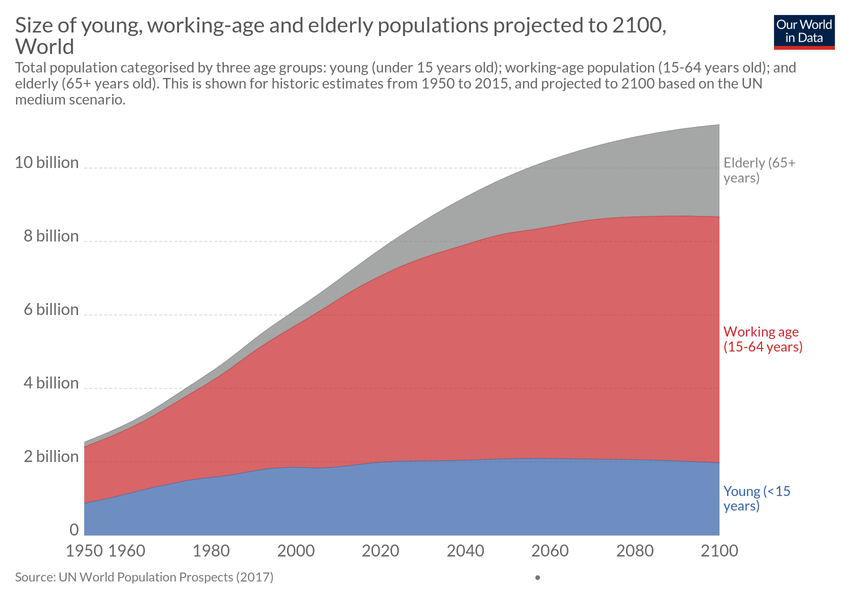 Size of young, working-age and elderly populations projected to 2100,
World
Our World
in Data
Total population categorised by three age groups: young (under 15 years old); working-age population (15-64 years old); and
elderly (65+ years old). This is shown for historic estimates from 1950 to 2015, and projected to 2100 based on the UN
medium scenario.
10 billion
8 billion
6 billion
4 billion
2 billion
0
Elderly (65+
years)
Working age
(15-64 years)
Young (<15
years)
1950 1960 1980 2000 2020 2040 2060 2080 2100
Source: UN World Population Prospects (2017)